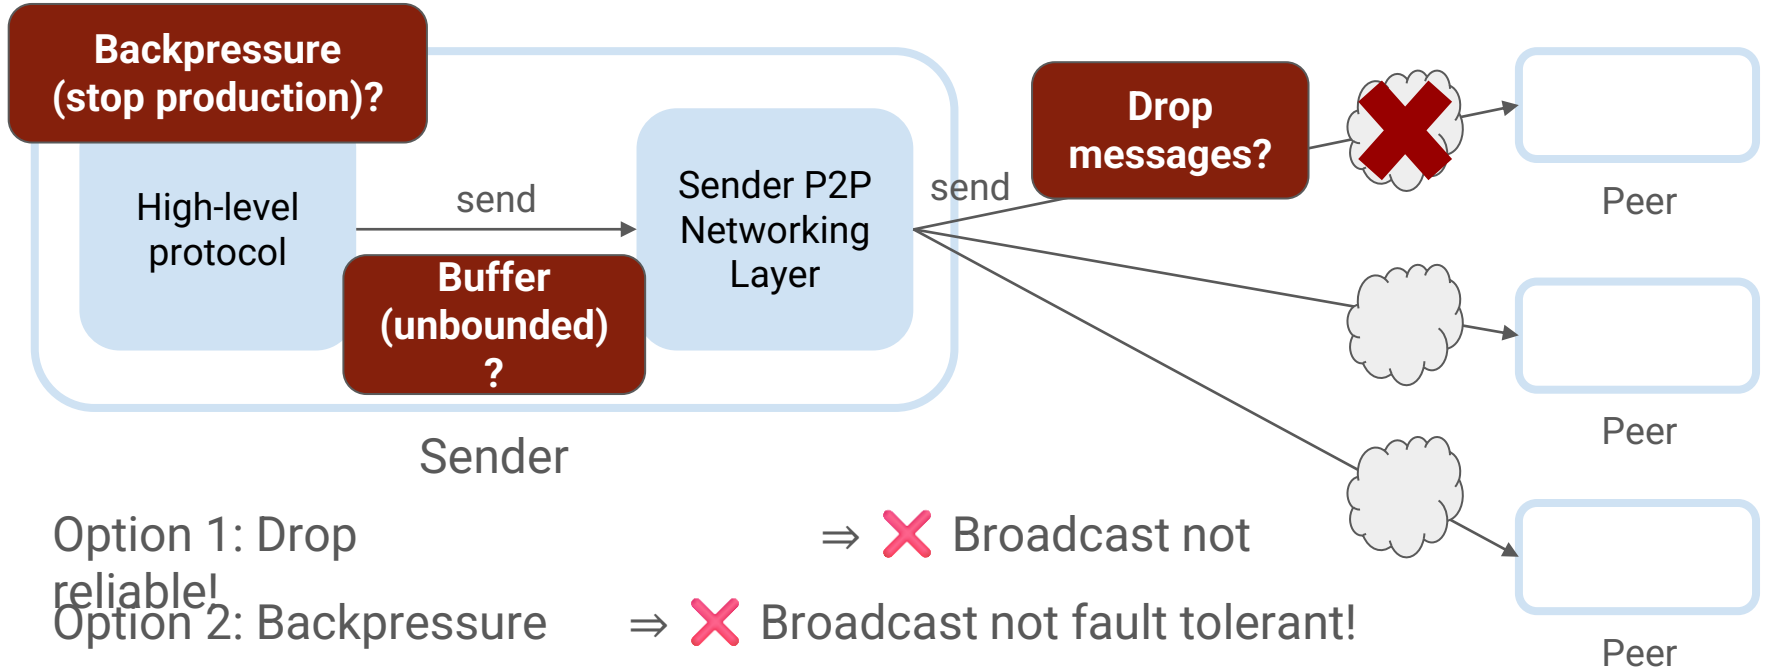 Backpressure
(stop production)?
High-level
protocol
send
Buffer
(unbounded)
?
Sender P2P
Networking
Layer
send
Drop
messages?
Peer
Peer
Peer
Sender
Option 1: Drop ⇒ ❌ Broadcast not
reliable!
Option 2: Backpressure ⇒ ❌ Broadcast not fault tolerant!